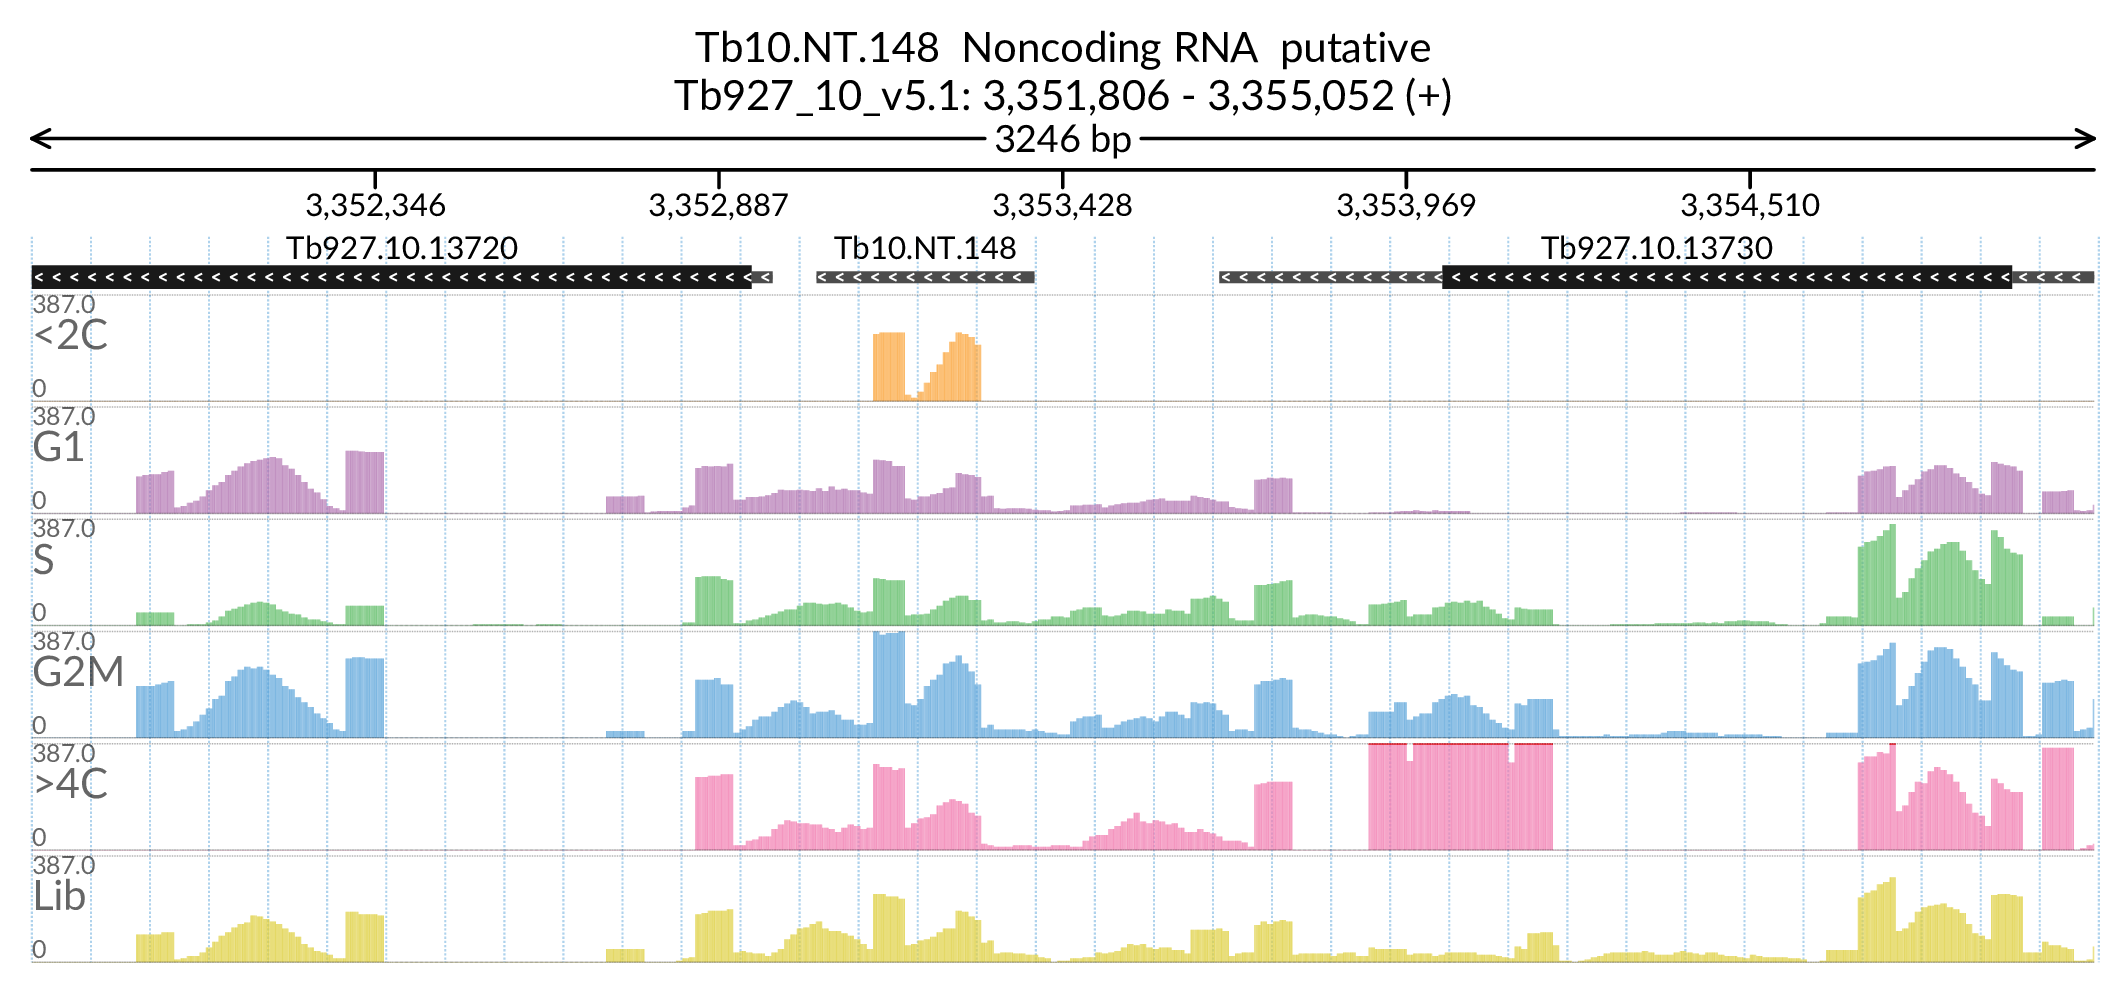 Tb10.NT.148  Noncoding RNA  putative
Tb927_10_v5.1: 3,351,806 - 3,355,052 (+)
3246 bp
3,352,346 3,352,887 3,353,428 3,353,969 3,354,510
Tb927.10.13720 Tb10.NT.148 Tb927.10.13730
387.0
<2C
0
387.0
G1
0
387.0
S
0
387.0
G2M
0
387.0
>4C
0
387.0
Lib
0